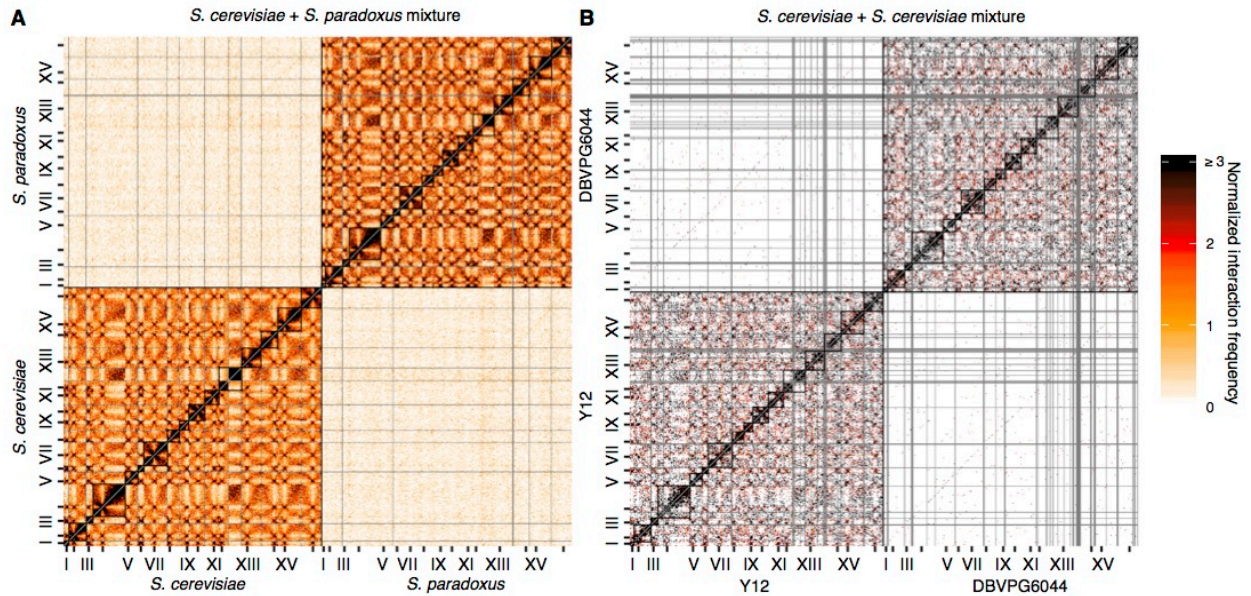 A
S. cerevisiae + S. paradoxus mixture
S. paradoxus
S. cerevisiae
XV
XIII
XI
IX
VII
V
III
I
XV
XIII
XI
IX
VII
V
III
I
I III V VII IX XI XIII XV I III V VII IX XI XIII XV
S. cerevisiae S. paradoxus
B
S. cerevisiae + S. cerevisiae mixture
DBVPG6044
Y12
XV
XIII
XI
IX
VII
V
III
I
XV
XIII
XI
IX
VII
V
III
I
I III V VII IX XI XIII XV I III V VII IX XI XIII XV
Y12 DBVPG6044
≥ 3
2
1
0
Normalized interaction frequency